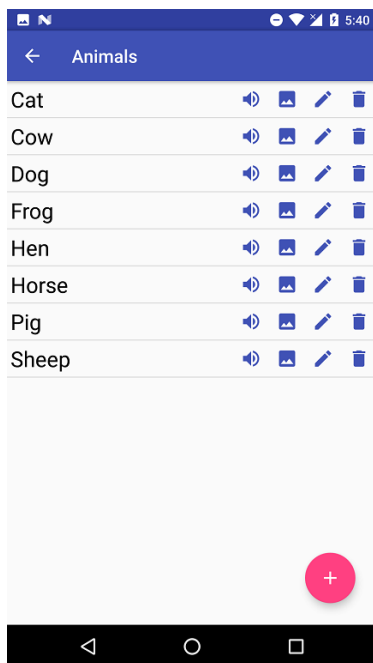 5:40
Animals
Cat
Cow
Dog
Frog
Hen
Horse
Pig
Sheep